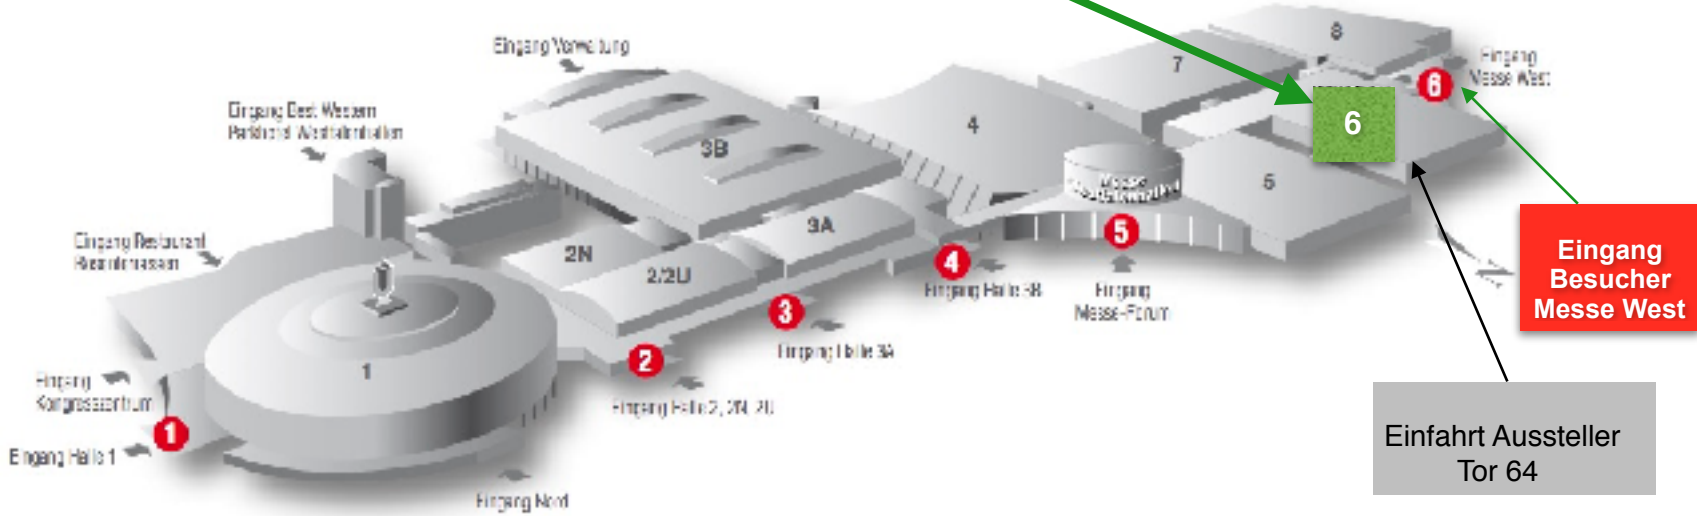 Eingang Verwaltung
8
Eingang
Messe West
6
7
Eingang Best Western
Parkhotel Westfalenhallen
6
4
3B
Messe
Westfalenhallen
5
3A
5
Eingang Restaurant
2N
4
2/2U
Eingang Halle 3B
Eingang
Messe-Forum
Eingang
Besucher
Messe West
3
Eingang Halle 3A
2
1
Eingang
Kongresszentrum
Eingang Halle 2, 2N, 2U
1
Eingang Halle 1
Einfahrt Aussteller
Tor 64
Eingang Nord